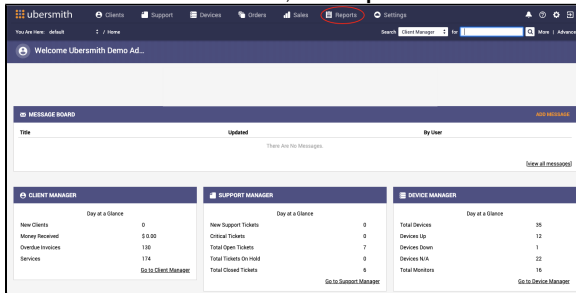 ubersmith Clients Support Devices Orders Sales Reports Settings
You Are Here: default / Home Search Client Manager for More | Advance
Welcome Ubersmith Demo Ad...
MESSAGE BOARD ADD MESSAGE
Title Updated By User
There Are No Messages
[view all messages]
CLIENT MANAGER SUPPORT MANAGER DEVICE MANAGER
Day at a Glance Day at a Glance Day at a Glance
New Clients 0 New Support Tickets 0 Total Devices 35
Money Received $ 0.00 Critical Tickets 0 Devices Up 12
Overdue Invoices 130 Total Open Tickets 7 Devices Down 1
Services 174 Total Tickets On Hold 0 Devices N/A 22
Go to Client Manager Total Closed Tickets 6 Total Monitors 16
Go to Support Manager Go to Device Manager